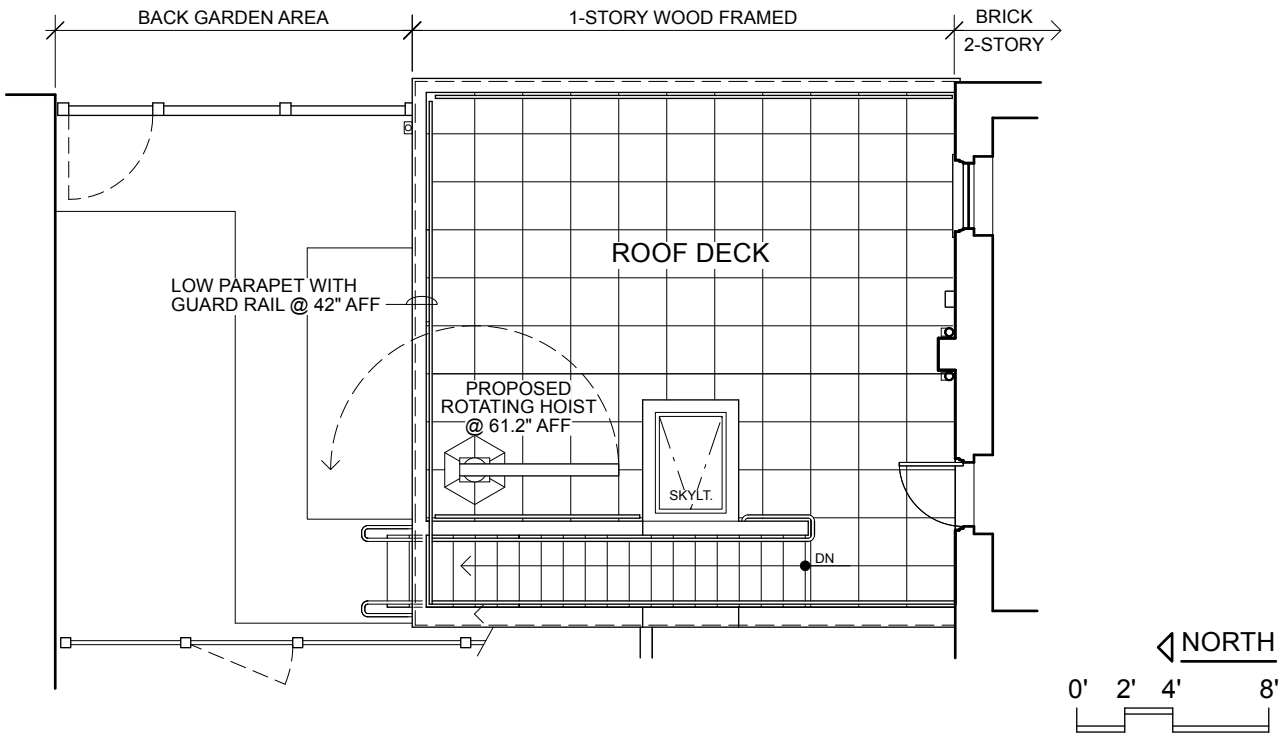 BACK GARDEN AREA
1-STORY WOOD FRAMED
BRICK
2-STORY
ROOF DECK
LOW PARAPET WITH
GUARD RAIL @ 42" AFF
PROPOSED
ROTATING HOIST
@ 61.2" AFF
SKYLT.
DN
NORTH
0' 2' 4' 8'